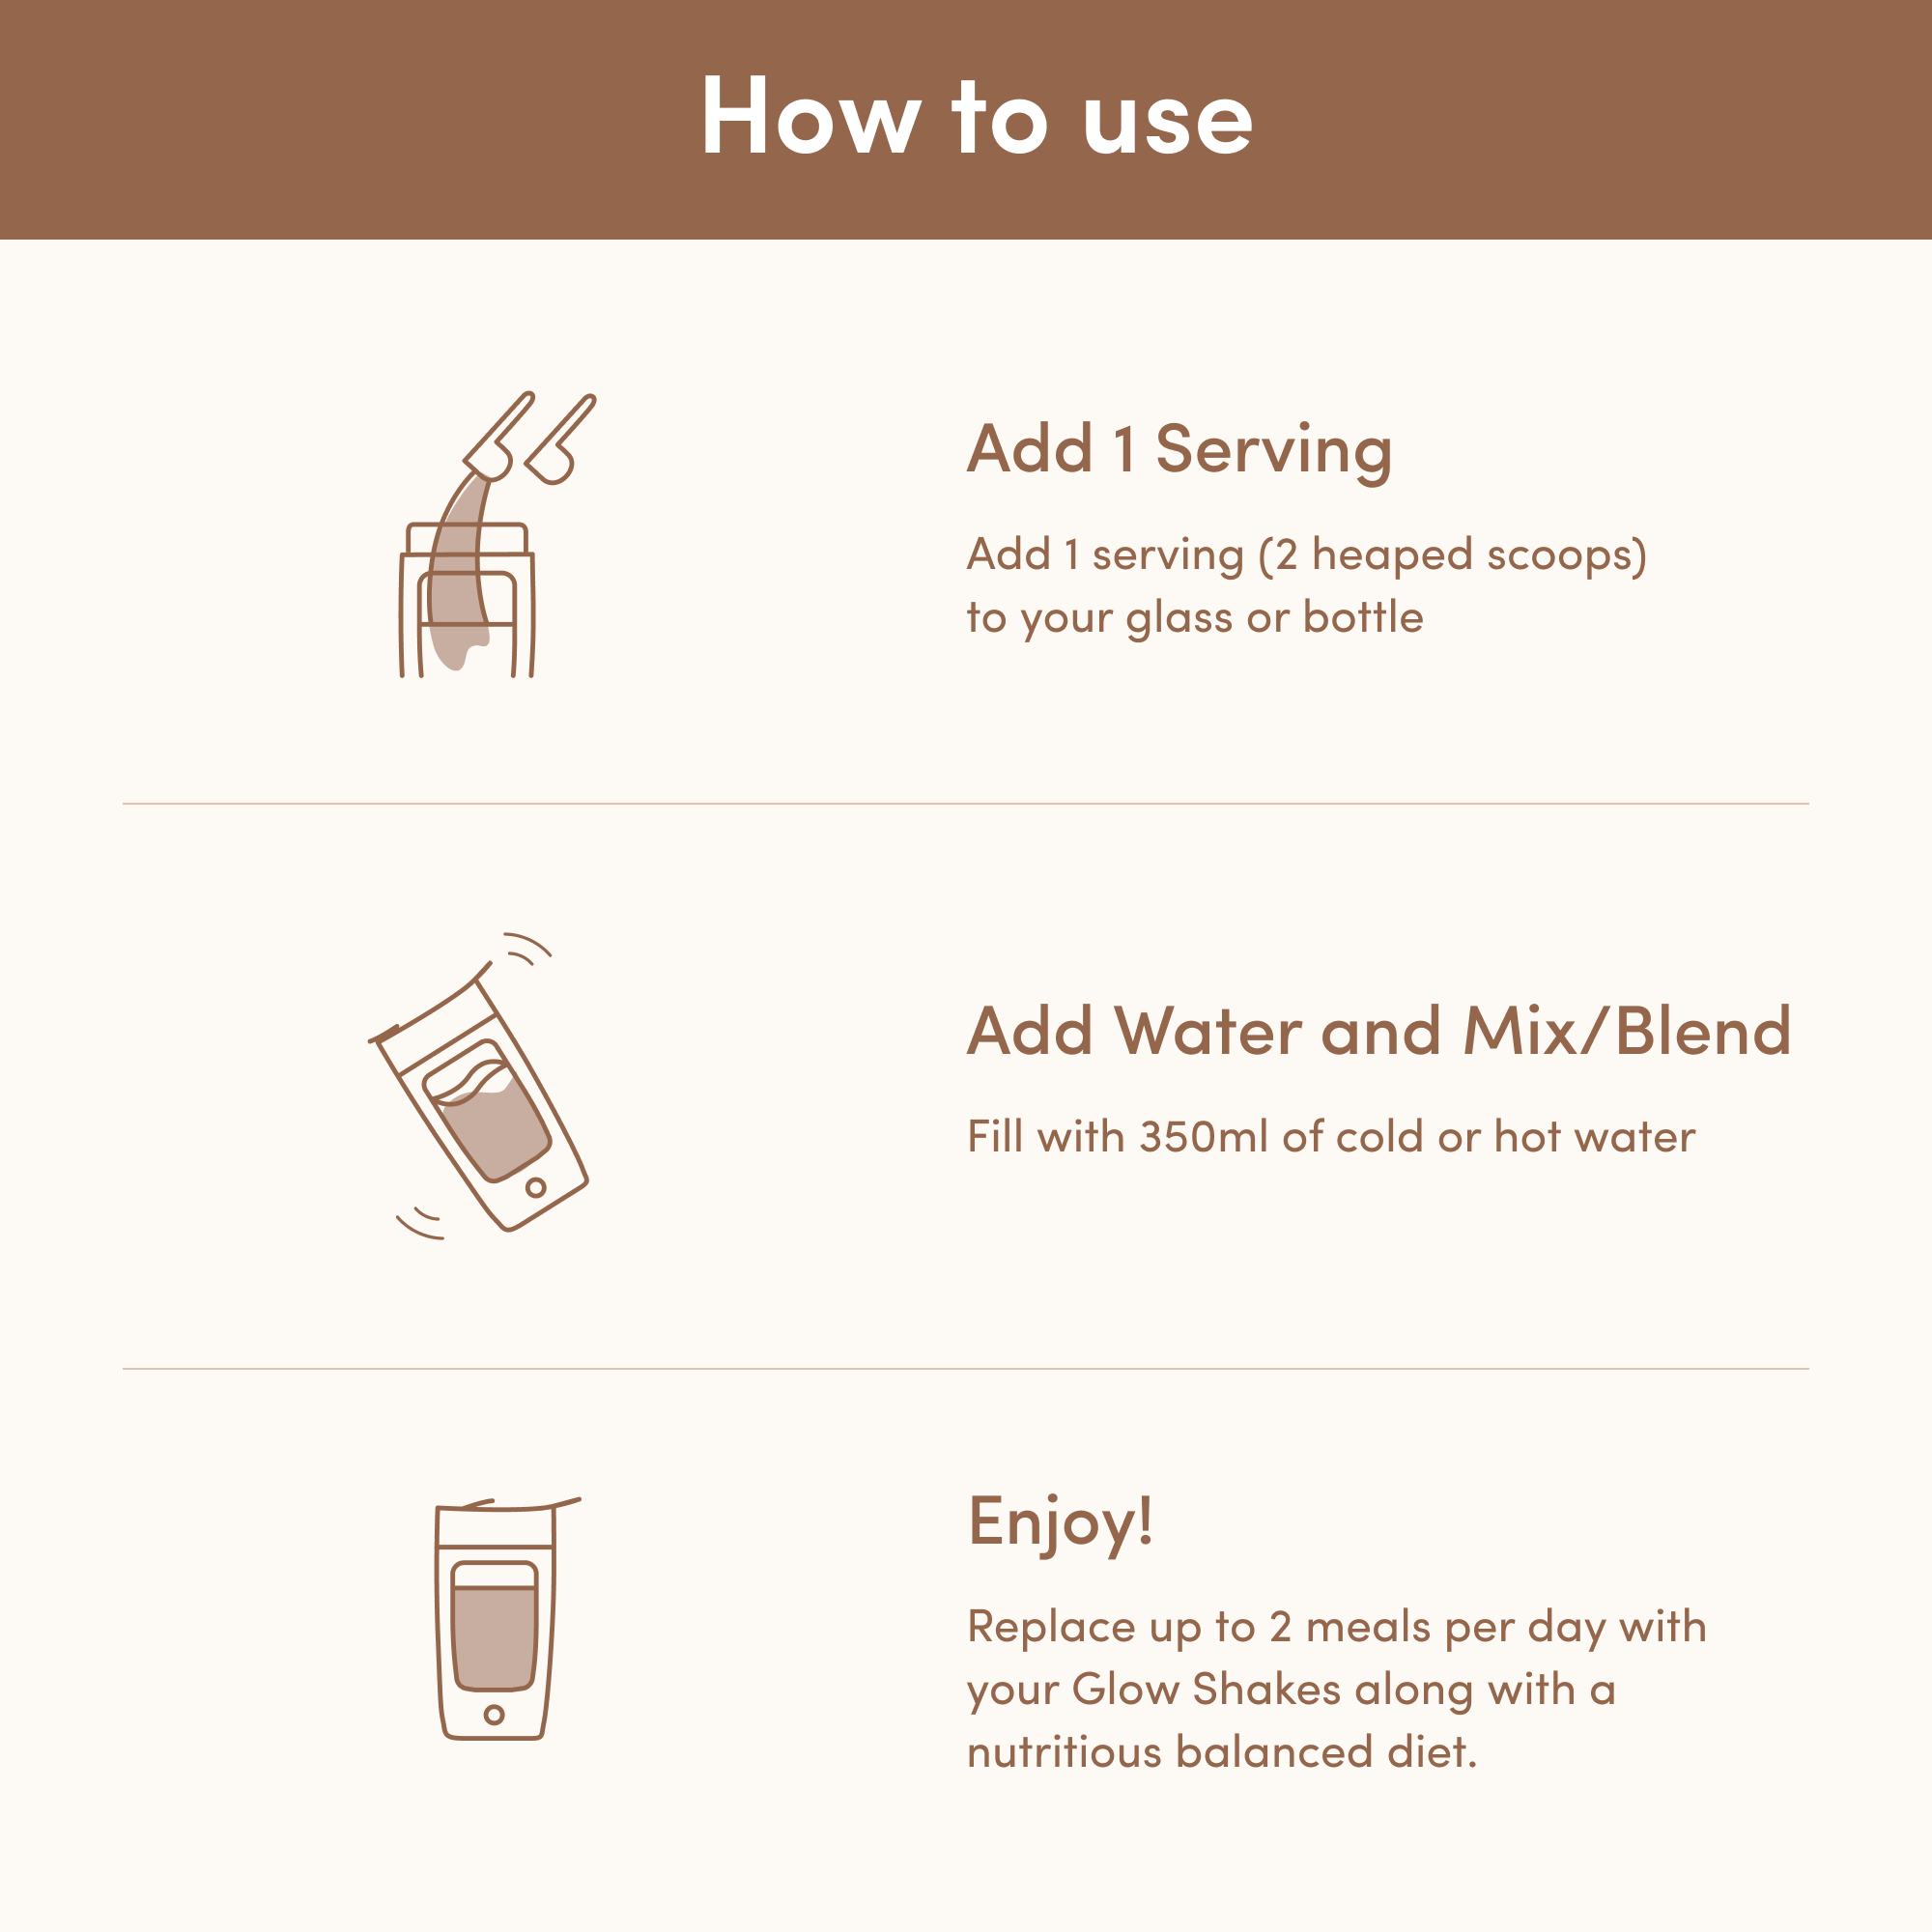 How to use
Add 1 Serving
Add 1 serving (2 heaped scoops)
to your glass or bottle
Add Water and Mix/Blend
Fill with 350ml of cold or hot water
Enjoy!
Replace up to 2 meals per day with
your Glow Shakes along with a
nutritious balanced diet.